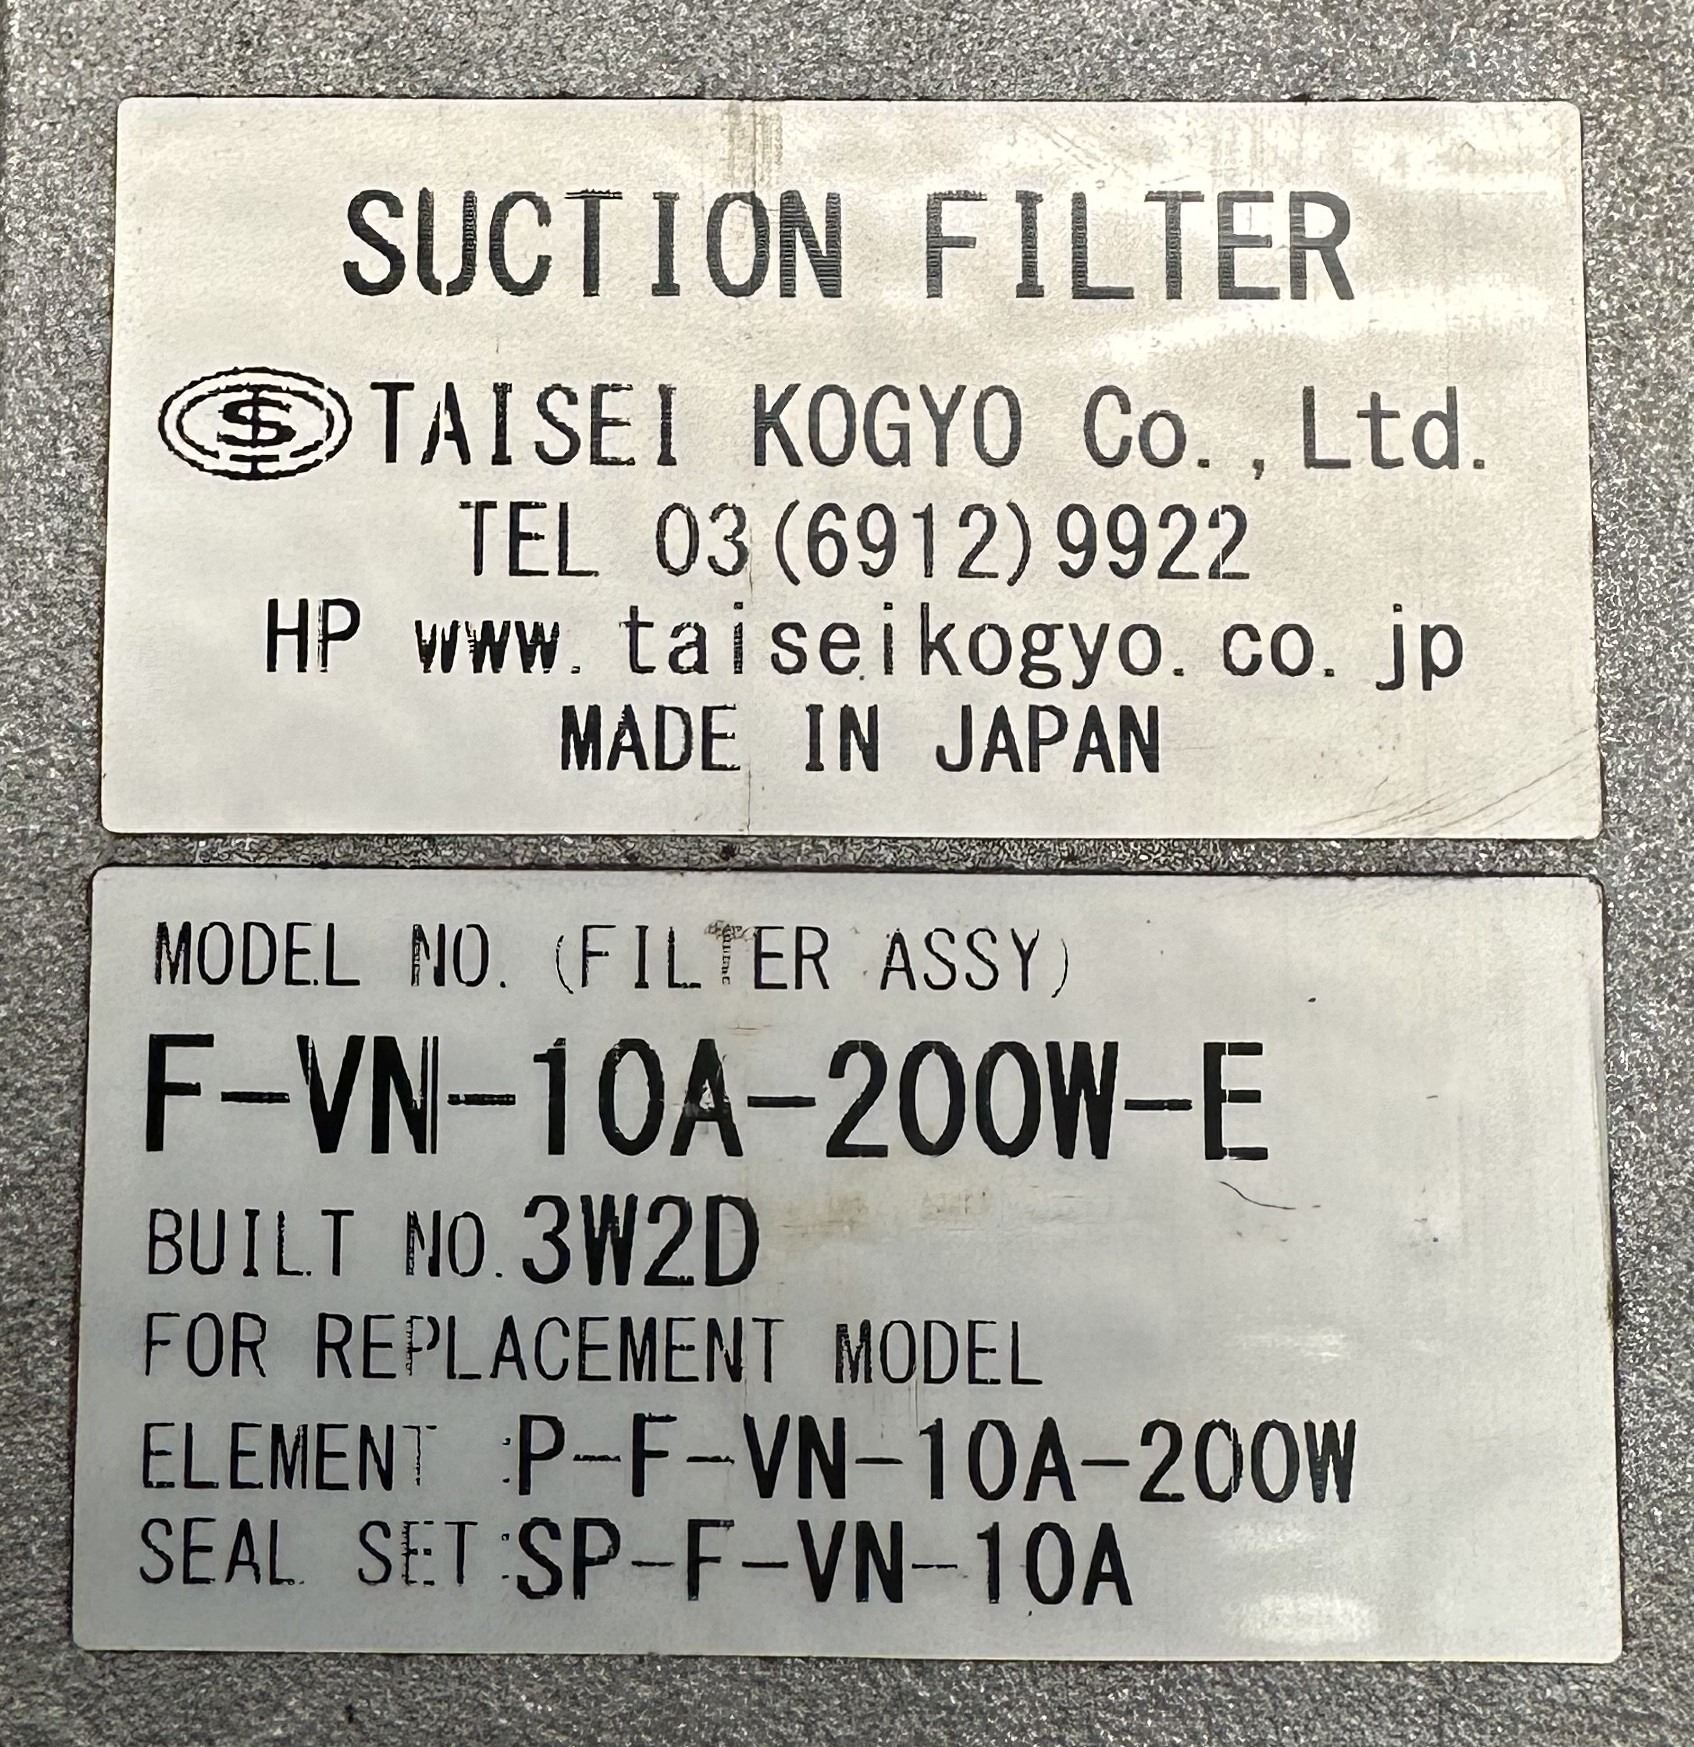 SUCTION FILTER
TAISEI KOGYO Co.,Ltd.
TEL 03(6912)9922
HP www.taiseikogyo.co.jp
MADE IN JAPAN
MODEL NO. (FILTER ASSY)
F-VN-10A-200W-E
BUILT NO. 3W2D
FOR REPLACEMENT MODEL
ELEMENT :P-F-VN-10A-200W
SEAL SET:SP-F-VN-10A